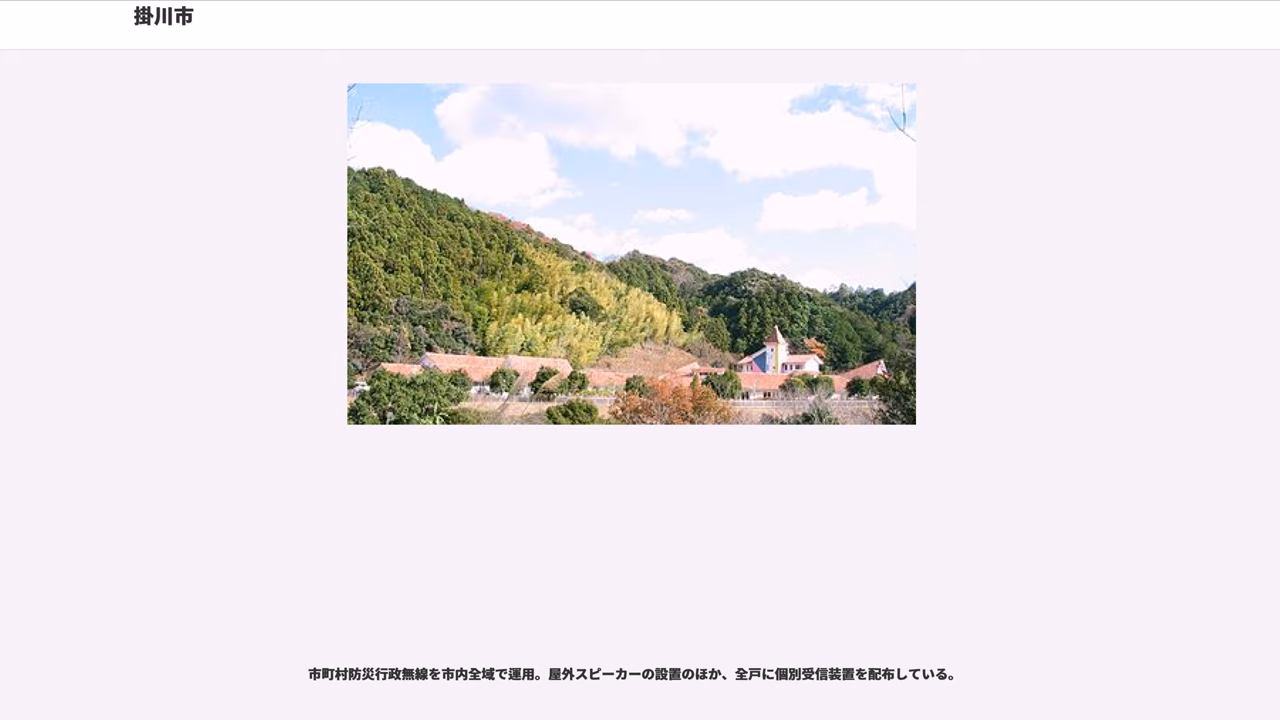 掛川市
市町村防災行政無線を市内全域で運用。屋外スピーカーの設置のほか、全戸に個別受信装置を配布している。